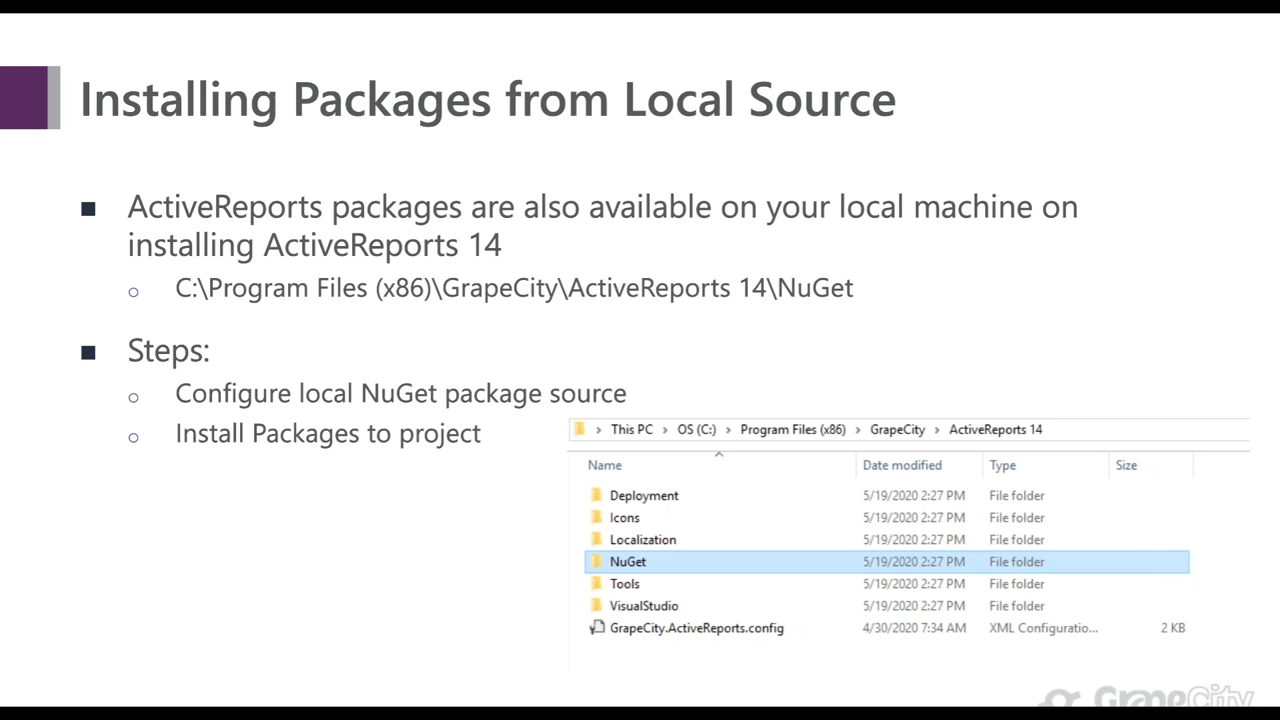 Installing Packages from Local Source
ActiveReports packages are also available on your local machine on
installing ActiveReports 14
C:\Program Files (x86)\GrapeCity\ActiveReports 14\NuGet
Steps:
Configure local NuGet package source
Install Packages to project
This PC > OS (C:) > Program Files (x86) > GrapeCity > ActiveReports 14
Name Date modified Type Size
Deployment 5/19/2020 2:27 PM File folder
Icons 5/19/2020 2:27 PM File folder
Localization 5/19/2020 2:27 PM File folder
NuGet 5/19/2020 2:27 PM File folder
Tools 5/19/2020 2:27 PM File folder
VisualStudio 5/19/2020 2:27 PM File folder
GrapeCity.ActiveReports.config 4/30/2020 7:34 AM XML Configuratio... 2 KB
GrapeCity